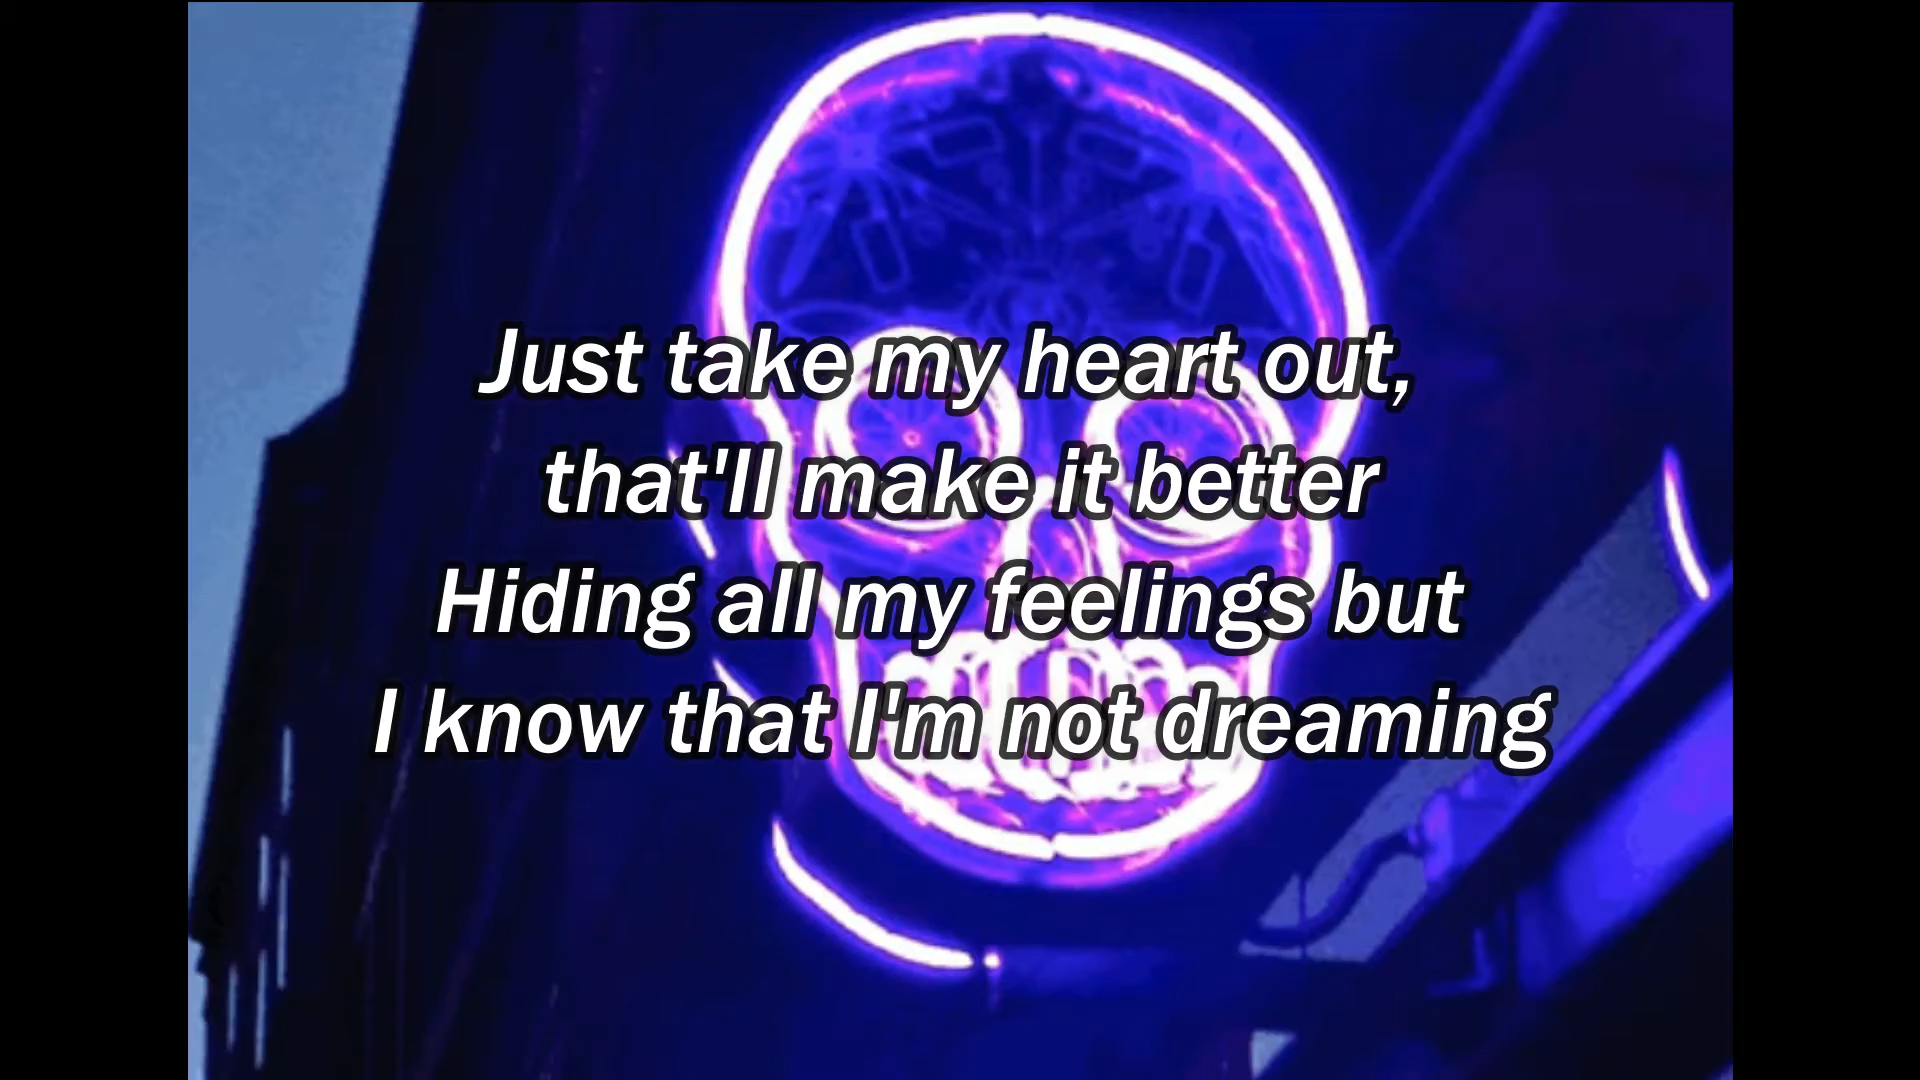 Just take my heart out,
that'll make it better
Hiding all my feelings but
I know that I'm not dreaming